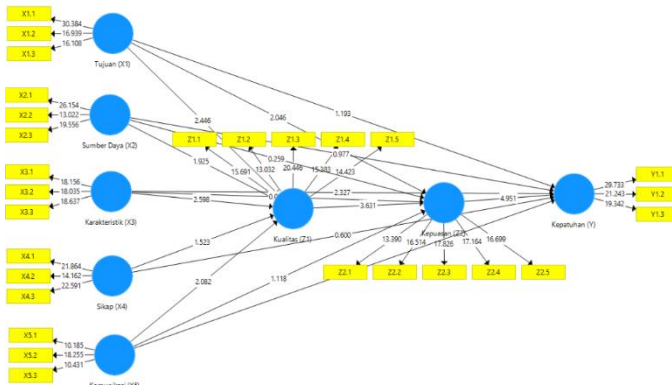 X1.1
30.384
X1.2
16.939
X1.3
16.108
Tujuan (X1)
X2.1
26.154
X2.2
13.022
X2.3
19.556
Sumber Daya (X2)
X3.1
18.156
X3.2
18.035
X3.3
18.637
Karakteristik (X3)
X4.1
21.864
X4.2
14.162
X4.3
22.591
Sikap (X4)
X5.1
10.185
X5.2
18.255
X5.3
10.431
2.446
2.046
1.193
1.925
0.259
0.977
2.598
2.327
3.631
4.951
1.523
0.600
2.082
1.118
Z1.1
Z1.2
Z1.3
Z1.4
Z1.5
15.691
13.032
20.446
15.383
14.423
Kualitas (Z1)
Kepuasan (Z2)
13.390
16.514
17.826
17.164
16.699
Z2.1
Z2.2
Z2.3
Z2.4
Z2.5
Kepatuhan (Y)
29.733
Y1.1
21.243
Y1.2
19.342
Y1.3